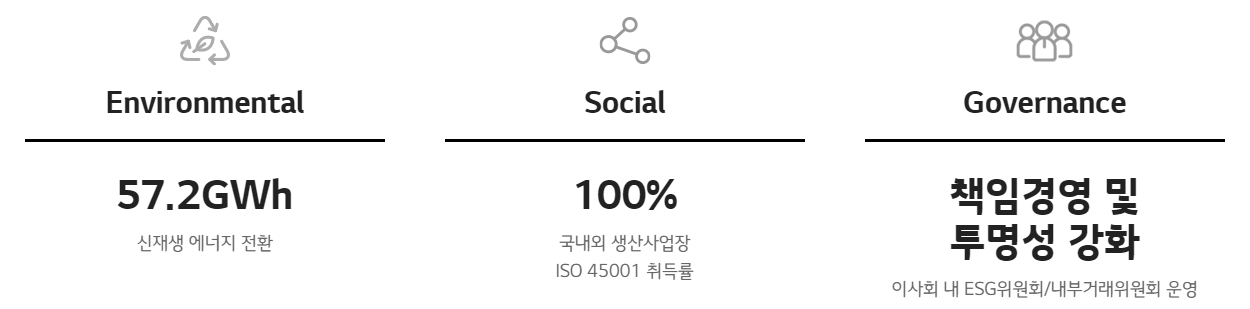 Environmental
57.2GWh
신재생 에너지 전환
Social
100%
국내외 생산사업장
ISO 45001 취득률
Governance
책임경영 및
투명성 강화
이사회 내 ESG위원회/내부거래위원회 운영